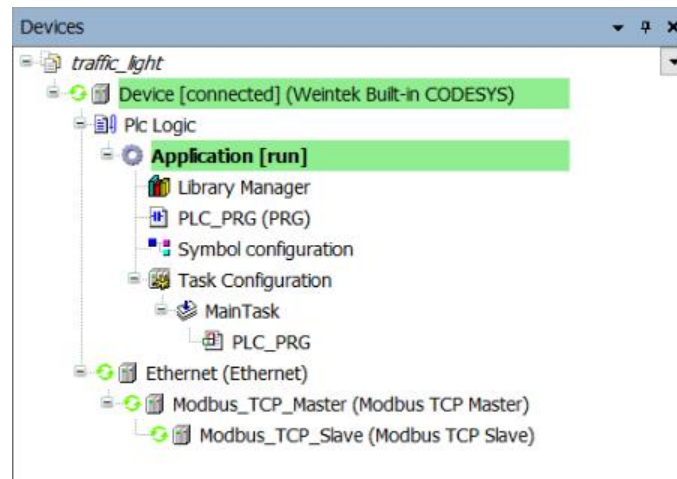 Devices
traffic_light
Device [connected] (Weintek Built-in CODESYS)
Plc Logic
Application [run]
Library Manager
PLC_PRG (PRG)
Symbol configuration
Task Configuration
MainTask
PLC_PRG
Ethernet (Ethernet)
Modbus_TCP_Master (Modbus TCP Master)
Modbus_TCP_Slave (Modbus TCP Slave)